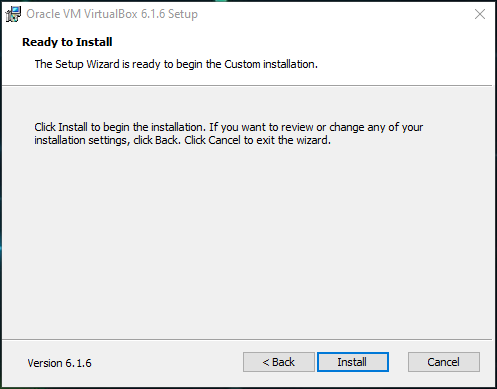 Oracle VM VirtualBox 6.1.6 Setup
Ready to Install
The Setup Wizard is ready to begin the Custom installation.
Click Install to begin the installation. If you want to review or change any of your
installation settings, click Back. Click Cancel to exit the wizard.
Version 6.1.6
< Back
Install
Cancel